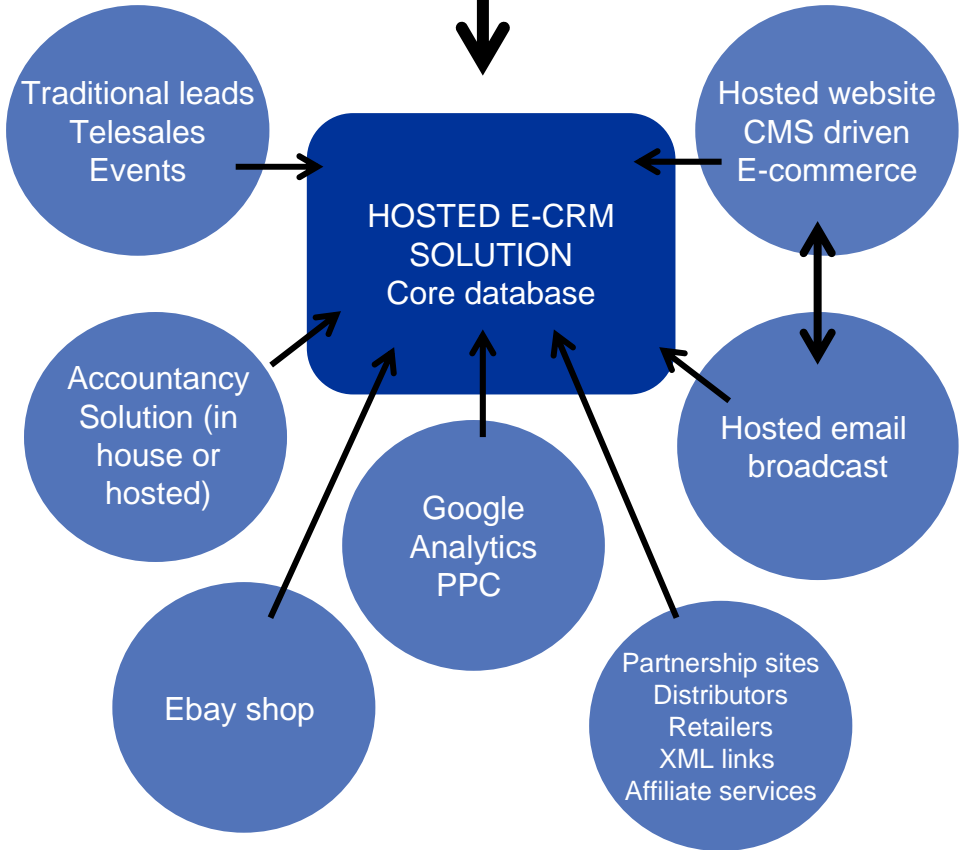 Traditional leads
Telesales
Events
Hosted website
CMS driven
E-commerce
HOSTED E-CRM
SOLUTION
Core database
Accountancy
Solution (in
house or
hosted)
Hosted email
broadcast
Google
Analytics
PPC
Ebay shop
Partnership sites
Distributors
Retailers
XML links
Affiliate services